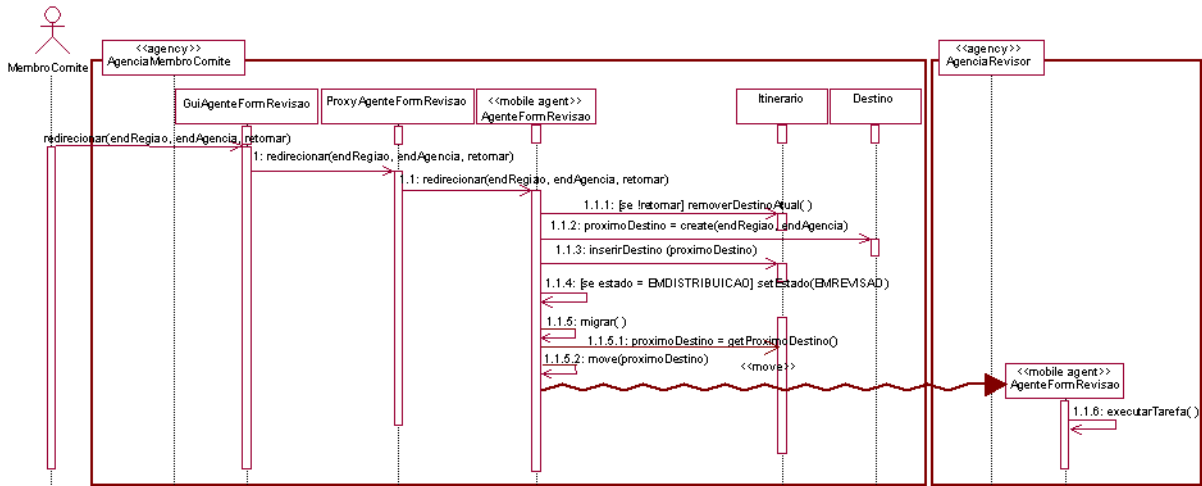 <<agency>>
AgenciaMembroComite
<<agency>>
AgenciaRevisor
MembroComite
GuiAgenteFormRevisao
ProxyAgenteFormRevisao
<<mobile agent>>
AgenteFormRevisao
Itinerario
Destino
redirecionar(endRegiao, endAgencia, retornar)
1: redirecionar(endRegiao, endAgencia, retornar)
1.1: redirecionar(endRegiao, endAgencia, retornar)
1.1.1: [se !retornar] removerDestinoAtual( )
1.1.2: proximoDestino = create(endRegiao, endAgencia)
1.1.3: inserirDestino (proximoDestino)
1.1.4: [se estado = EMDISTRIBUICAO] setEstado(EMREVISAO)
1.1.5: migrar( )
1.1.5.1: proximoDestino = getProximoDestino()
1.1.5.2: move(proximoDestino)
<<move>>
<<mobile agent>>
AgenteFormRevisao
1.1.6: executarTarefa( )